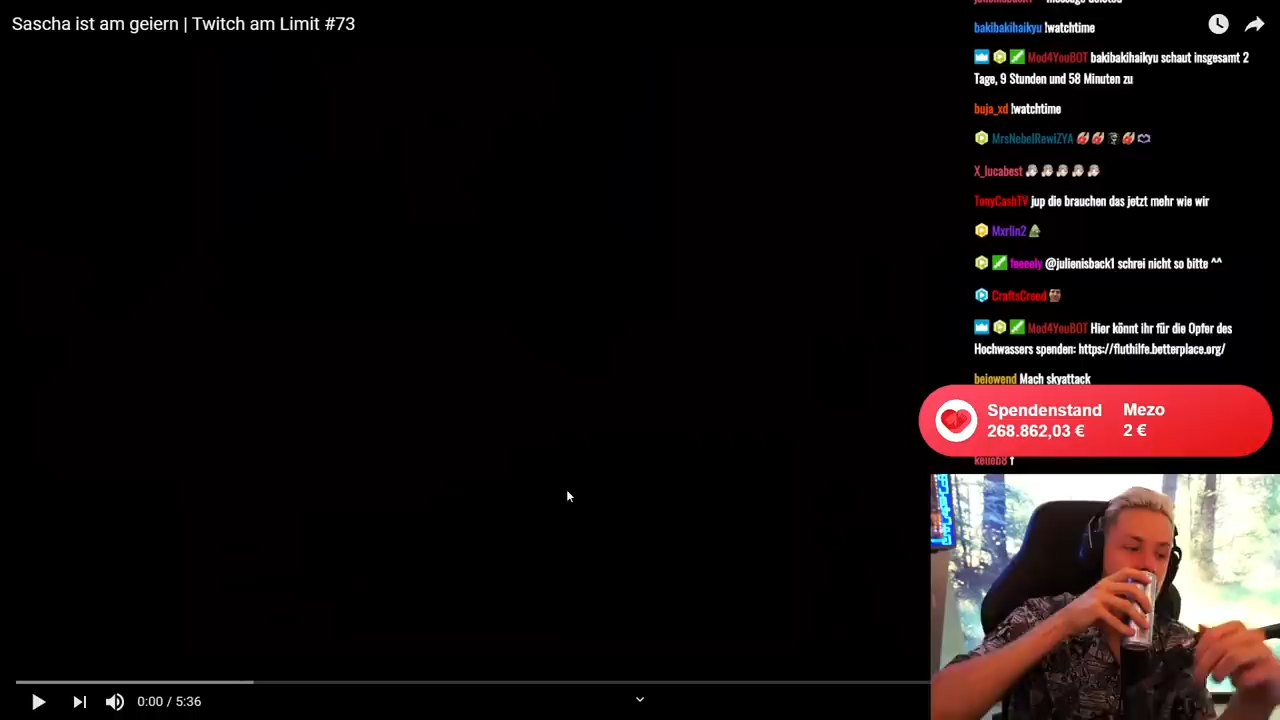 Sascha ist am geiern | Twitch am Limit #73
bakibakihaikyu !watchtime
Mod4YouBOT bakibakihaikyu schaut insgesamt 2
Tage, 9 Stunden und 58 Minuten zu
buja_xd !watchtime
MrsNebelRewiZYA
X_lucabest
TonyCashTV jup die brauchen das jetzt mehr wie wir
Mxrlin2
feeeely @julienisback1 schrei nicht so bitte ^^
CraftsCreed
Mod4YouBOT Hier könnt ihr für die Opfer des
Hochwassers spenden: https://fluthilfe.betterplace.org/
beiowend Mach skyattack
Spendenstand Mezo
268.862,03 € 2 €
0:00 / 5:36